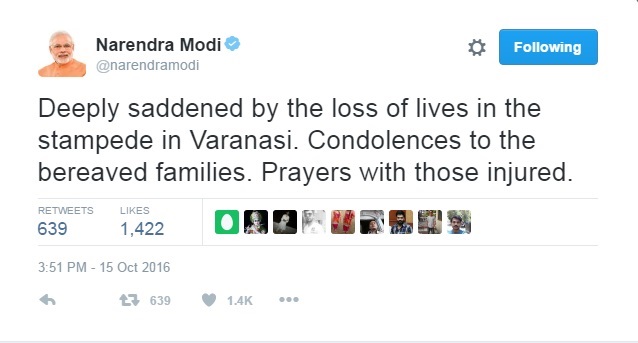 Narendra Modi
@narendramodi
Following
Deeply saddened by the loss of lives in the
stampede in Varanasi. Condolences to the
bereaved families. Prayers with those injured.
RETWEETS LIKES
639 1,422
3:51 PM - 15 Oct 2016
639 1.4K